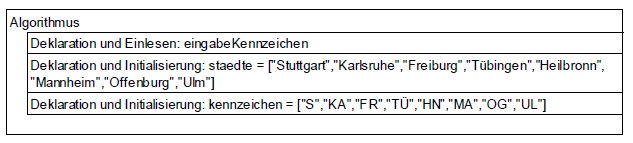 Algorithmus
Deklaration und Einlesen: eingabeKennzeichen
Deklaration und Initialisierung: staedte = ["Stuttgart","Karlsruhe","Freiburg","Tübingen","Heilbronn",
"Mannheim","Offenburg","Ulm"]
Deklaration und Initialisierung: kennzeichen = ["S","KA","FR","TÜ","HN","MA","OG","UL"]